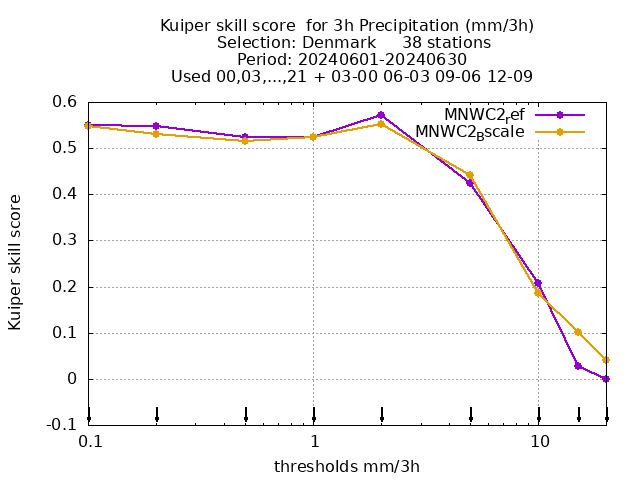 Kuiper skill score  for 3h Precipitation (mm/3h)
Selection: Denmark     38 stations
Period: 20240601-20240630
Used 00,03,...,21 + 03-00 06-03 09-06 12-09
MNWC2ref
MNWC2Bscale
0.6
0.5
0.4
0.3
0.2
0.1
0
-0.1
0.1
1
10
Kuiper skill score
thresholds mm/3h